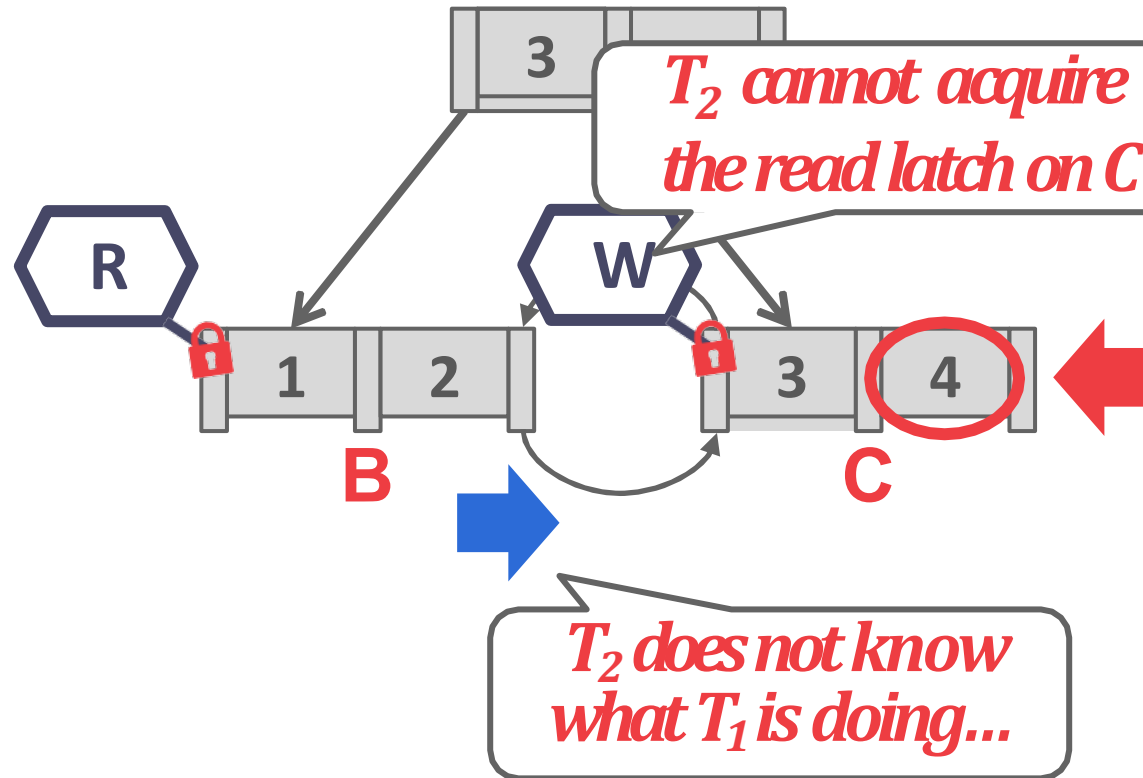 3
T₂ cannot acquire
the read latch on C
R
W
1 2
3 4
B
C
T₂ does not know
what T₁ is doing...